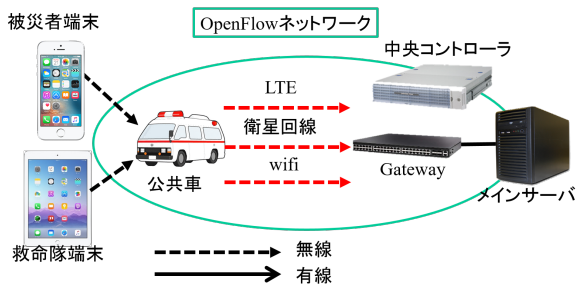 OpenFlowネットワーク
被災者端末
中央コントローラ
LTE
衛星回線
wifi
公共車
Gateway
メインサーバ
救命隊端末
無線
有線